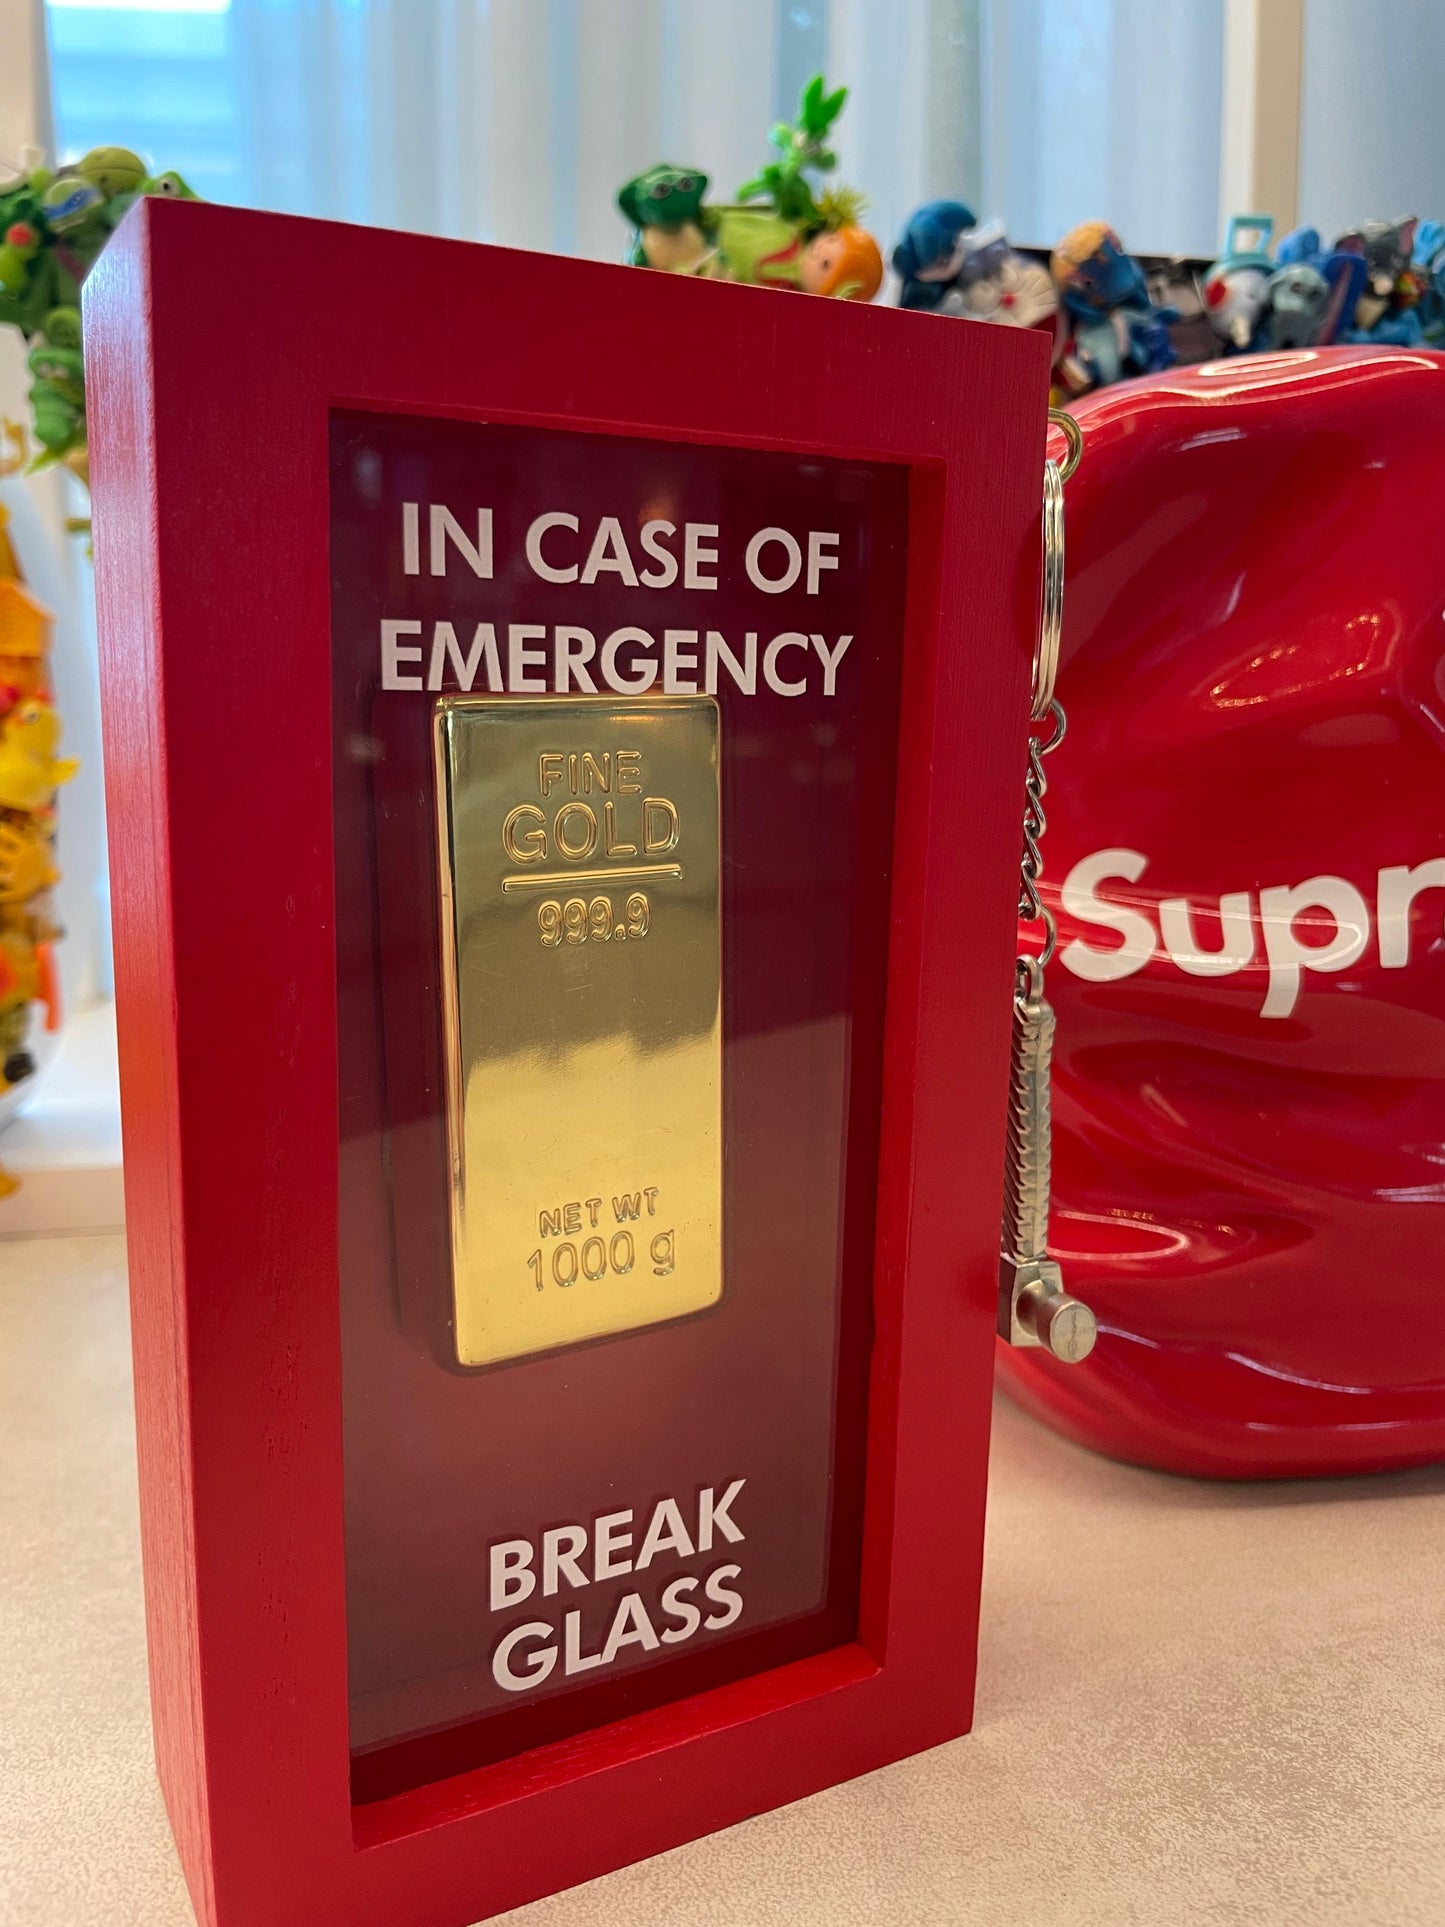 IN CASE OF
EMERGENCY
FINE
GOLD
999.9
NET WT
1000 g
BREAK
GLASS
Supr